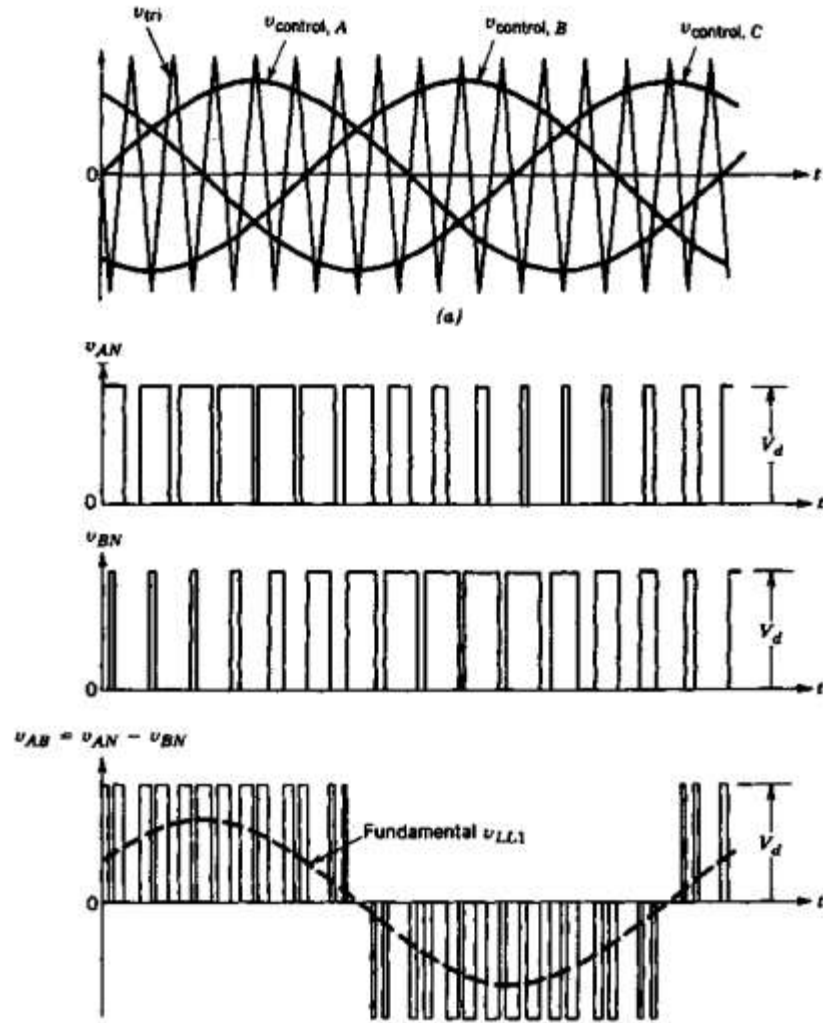 v_tri v_control, A v_control, B v_control, C
0 t
(a)
v_AN
V_d
0 t
v_BN
V_d
0 t
v_AB = v_AN − v_BN
Fundamental v_LL1
V_d
0 t